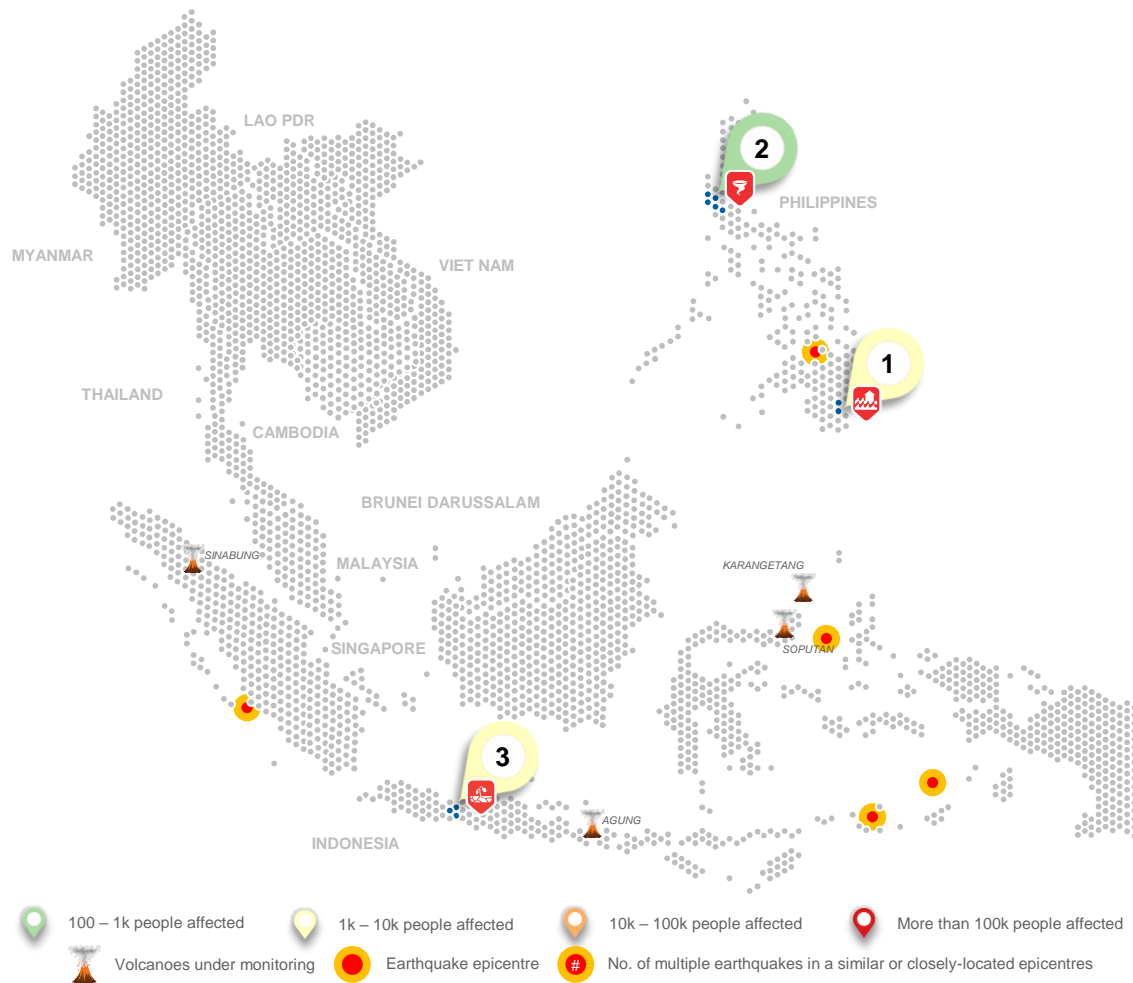 LAO PDR
2
PHILIPPINES
MYANMAR
VIET NAM
1
THAILAND
CAMBODIA
BRUNEI DARUSSALAM
SINABUNG
MALAYSIA
KARANGETANG
SINGAPORE
SOPUTAN
3
AGUNG
INDONESIA
100 – 1k people affected
1k – 10k people affected
10k – 100k people affected
More than 100k people affected
Volcanoes under monitoring
Earthquake epicentre
#
No. of multiple earthquakes in a similar or closely-located epicentres